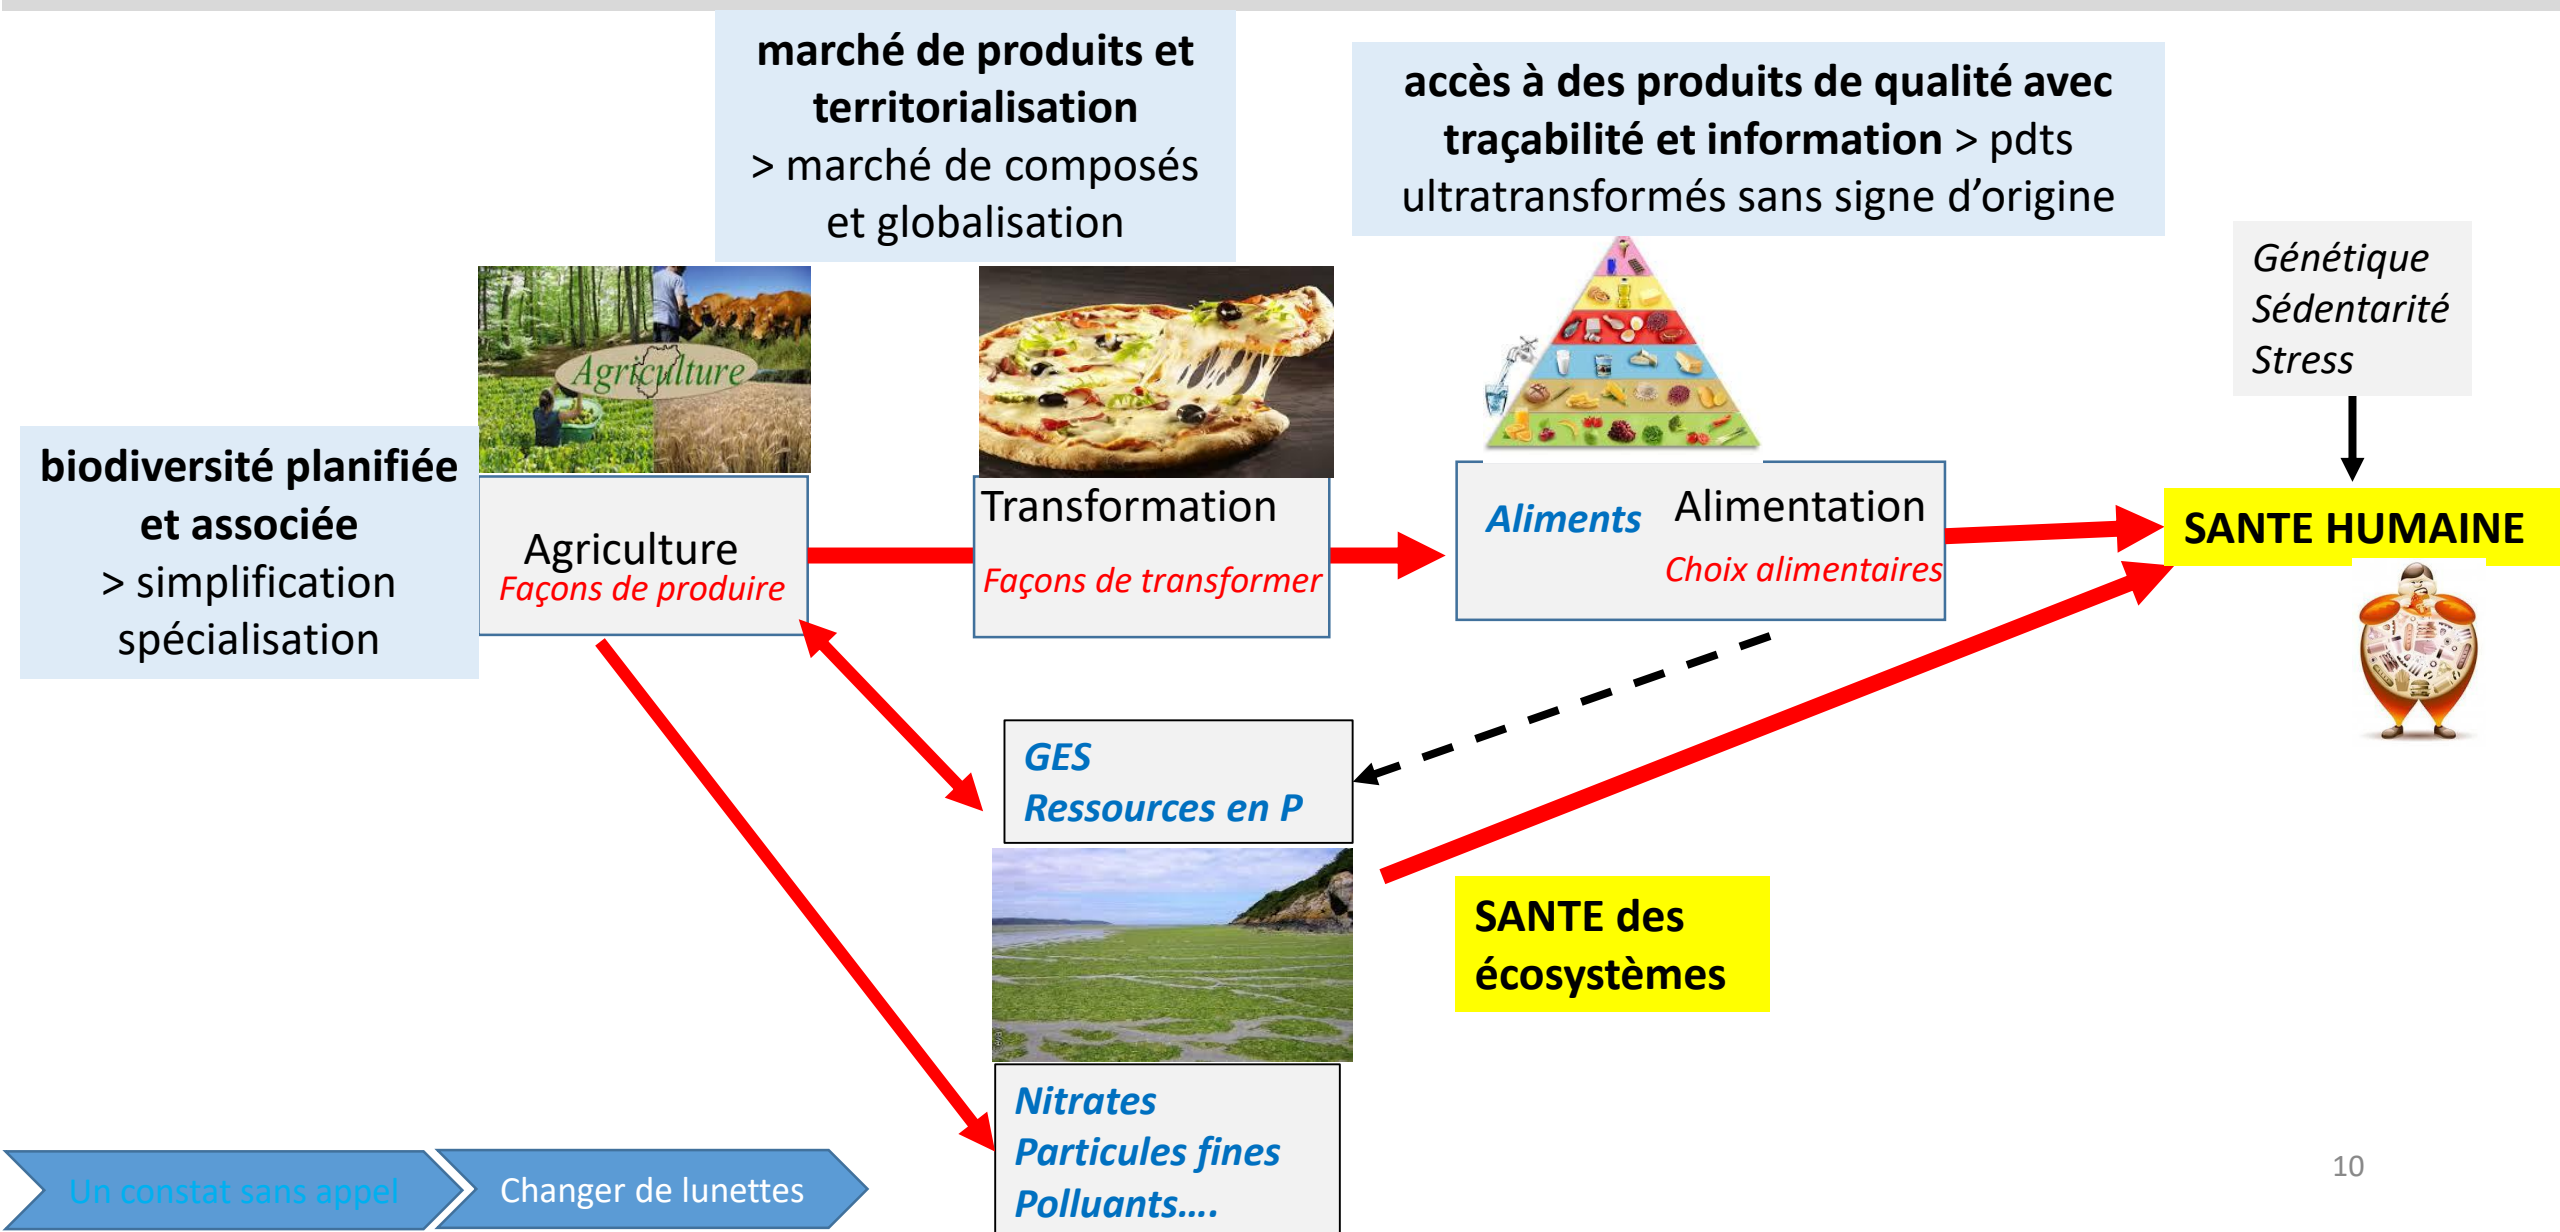 marché de produits et
territorialisation
> marché de composés
et globalisation
accès à des produits de qualité avec
traçabilité et information > pdts
ultratransformés sans signe d’origine
Génétique
Sédentarité
Stress
Agriculture
biodiversité planifiée
et associée
> simplification
spécialisation
Agriculture
Façons de produire
Transformation
Façons de transformer
Aliments Alimentation
Choix alimentaires
SANTE HUMAINE
GES
Ressources en P
SANTE des
écosystèmes
Nitrates
Particules fines
Polluants....
Un constat sans appel
Changer de lunettes
10